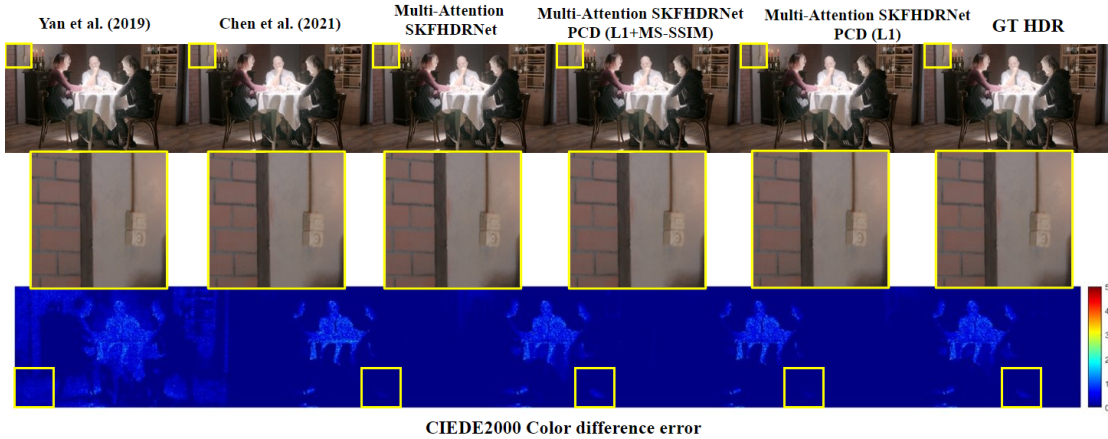 Yan et al. (2019)
Chen et al. (2021)
Multi-Attention
SKFHDRNet
Multi-Attention SKFHDRNet
PCD (L1+MS-SSIM)
Multi-Attention SKFHDRNet
PCD (L1)
GT HDR
5
4
3
2
1
0
CIEDE2000 Color difference error